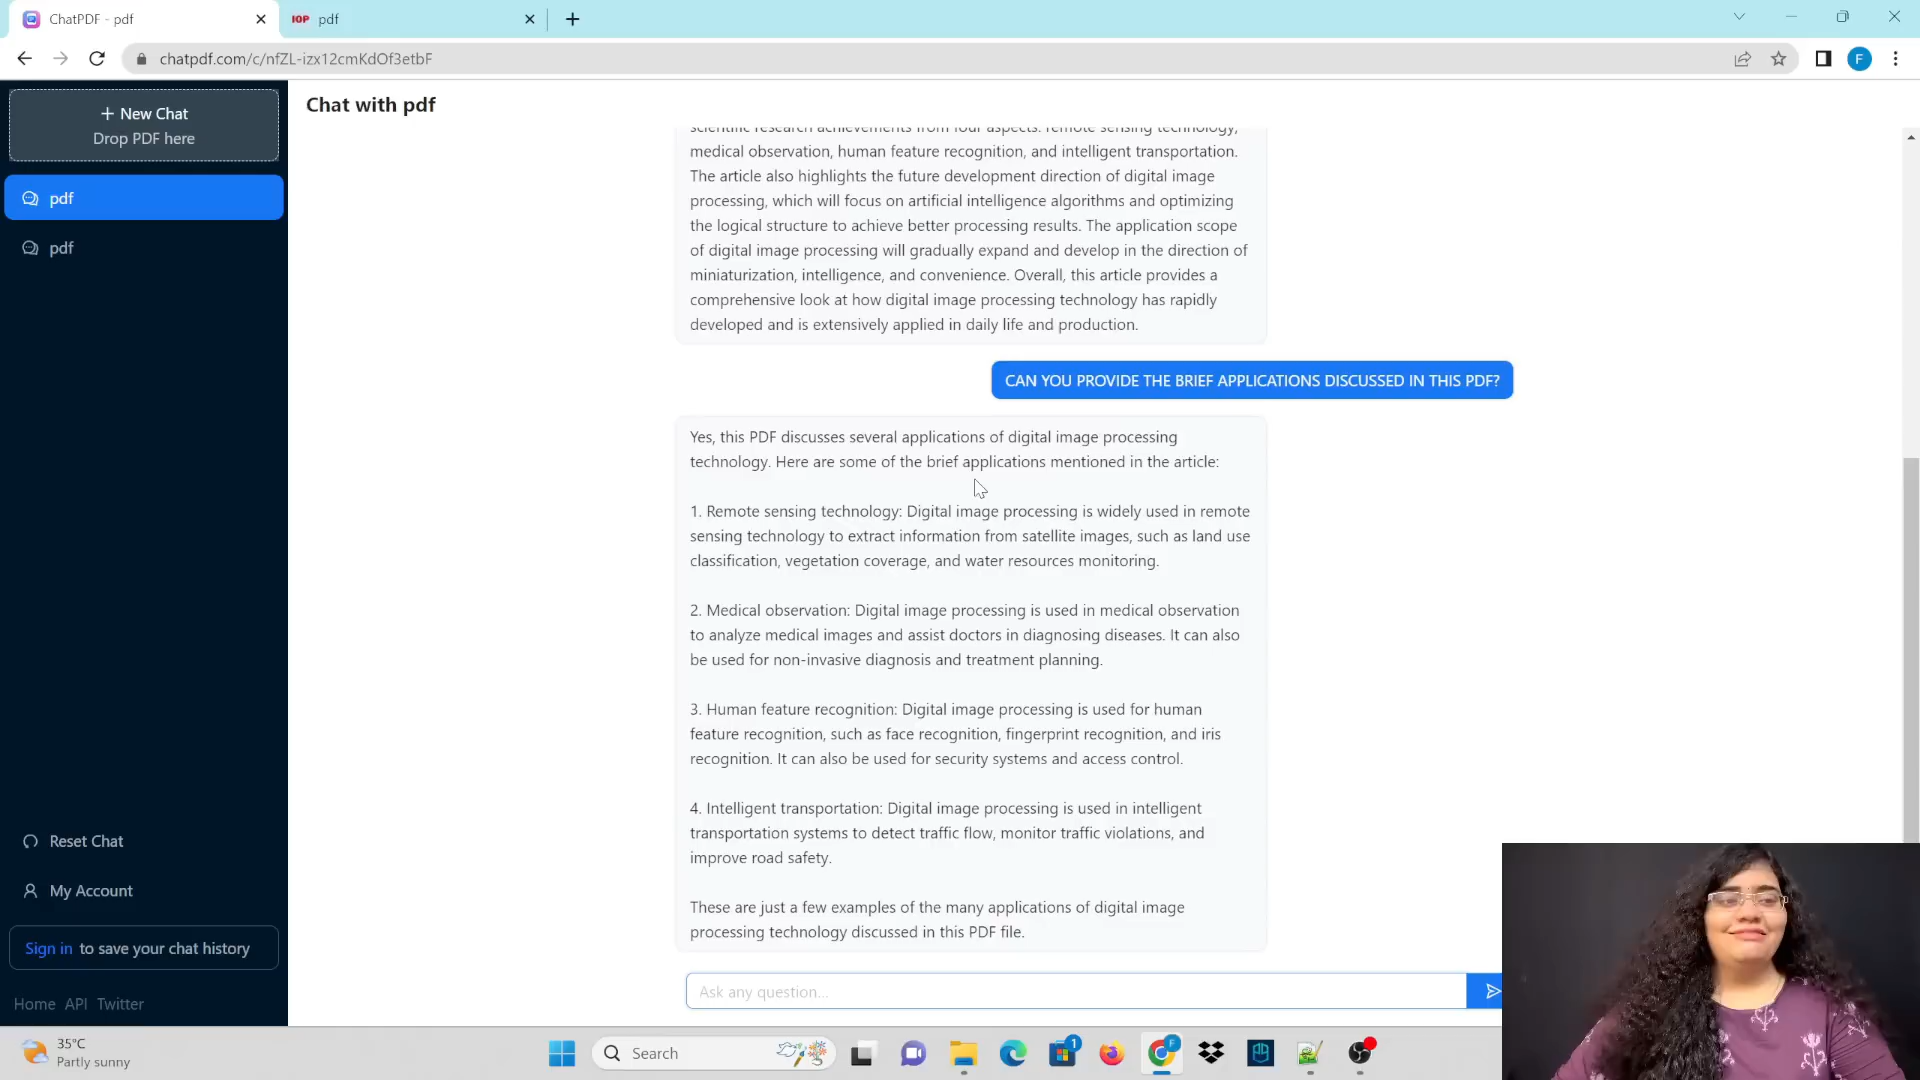 ChatPDF - pdf
IOP pdf
chatpdf.com/c/nfZL-izx12cmKdOf3etbF
F
+ New Chat
Drop PDF here
pdf
pdf
Reset Chat
My Account
Sign in to save your chat history
Home API Twitter
Chat with pdf
scientific research achievements from four aspects: remote sensing technology,
medical observation, human feature recognition, and intelligent transportation.
The article also highlights the future development direction of digital image
processing, which will focus on artificial intelligence algorithms and optimizing
the logical structure to achieve better processing results. The application scope
of digital image processing will gradually expand and develop in the direction of
miniaturization, intelligence, and convenience. Overall, this article provides a
comprehensive look at how digital image processing technology has rapidly
developed and is extensively applied in daily life and production.
CAN YOU PROVIDE THE BRIEF APPLICATIONS DISCUSSED IN THIS PDF?
Yes, this PDF discusses several applications of digital image processing
technology. Here are some of the brief applications mentioned in the article:
1. Remote sensing technology: Digital image processing is widely used in remote
sensing technology to extract information from satellite images, such as land use
classification, vegetation coverage, and water resources monitoring.
2. Medical observation: Digital image processing is used in medical observation
to analyze medical images and assist doctors in diagnosing diseases. It can also
be used for non-invasive diagnosis and treatment planning.
3. Human feature recognition: Digital image processing is used for human
feature recognition, such as face recognition, fingerprint recognition, and iris
recognition. It can also be used for security systems and access control.
4. Intelligent transportation: Digital image processing is used in intelligent
transportation systems to detect traffic flow, monitor traffic violations, and
improve road safety.
These are just a few examples of the many applications of digital image
processing technology discussed in this PDF file.
Ask any question...
35°C
Partly sunny
Search
1
F